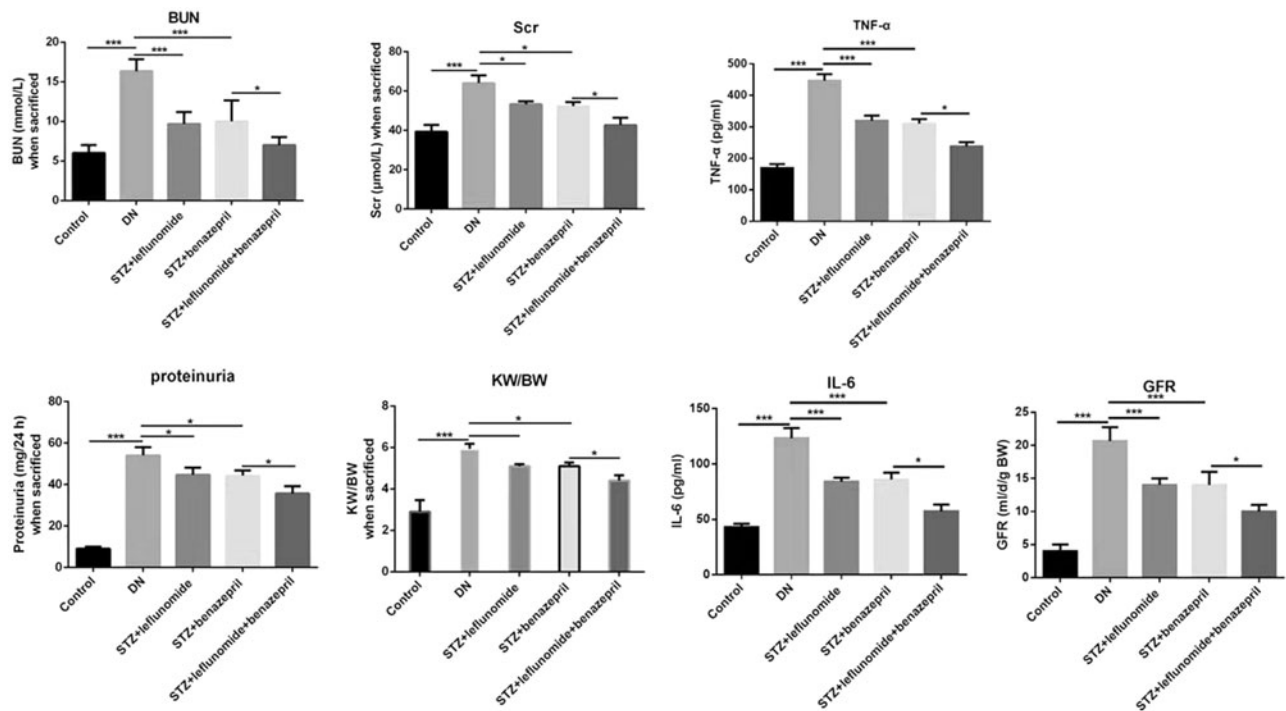 BUN
BUN (mmol/L)
when sacrificed
20
15
10
5
0
***
***
***
*
Control
DN
STZ+leflunomide
STZ+benazepril
STZ+leflunomide+benazepril
Scr
Scr (μmol/L) when sacrificed
80
60
40
20
0
***
*
*
*
Control
DN
STZ+leflunomide
STZ+benazepril
STZ+leflunomide+benazepril
TNF-α
TNF-α (pg/ml)
500
400
300
200
100
0
***
***
***
*
Control
DN
STZ+leflunomide
STZ+benazepril
STZ+leflunomide+benazepril
proteinuria
Proteinuria (mg/24 h)
when sacrificed
80
60
40
20
0
***
*
*
*
Control
DN
STZ+leflunomide
STZ+benazepril
STZ+leflunomide+benazepril
KW/BW
KW/BW
when sacrificed
8
6
4
2
0
***
*
*
Control
DN
STZ+leflunomide
STZ+benazepril
STZ+leflunomide+benazepril
IL-6
IL-6 (pg/ml)
150
100
50
0
***
***
***
*
Control
DN
STZ+leflunomide
STZ+benazepril
STZ+leflunomide+benazepril
GFR
GFR (ml/d/g BW)
25
20
15
10
5
0
***
***
***
*
Control
DN
STZ+leflunomide
STZ+benazepril
STZ+leflunomide+benazepril